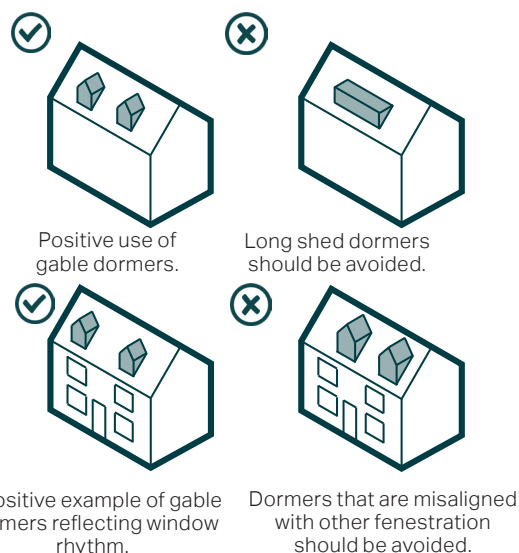 Positive use of
gable dormers.
Long shed dormers
should be avoided.
ositive example of gable
mers reflecting window
rhythm.
Dormers that are misaligned
with other fenestration
should be avoided.